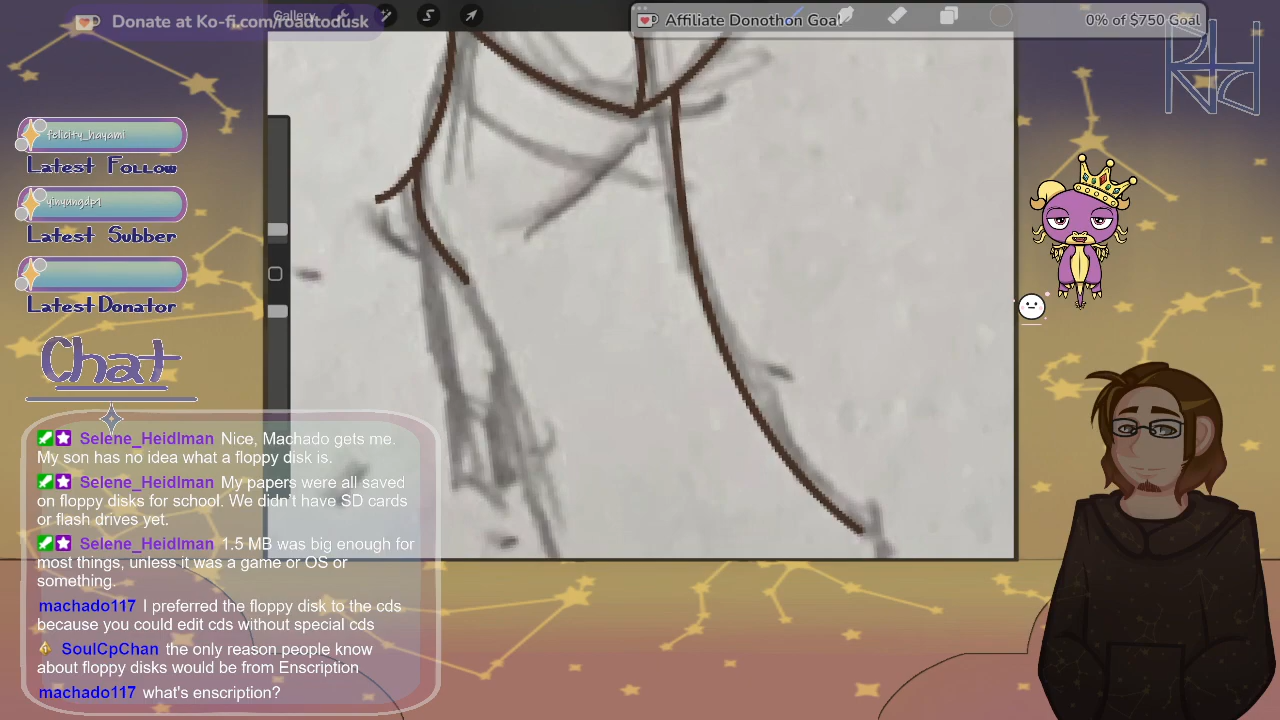 Donate at Ko-fi.com/roadtodusk
Gallery
Affiliate Donothon Goal
0% of $750 Goal
felicity_hayami
Latest Follow
yinyangdp1
Latest Subber
Latest Donator
Chat
Selene_Heidlman Nice, Machado gets me.
My son has no idea what a floppy disk is.
Selene_Heidlman My papers were all saved
on floppy disks for school. We didn't have SD cards
or flash drives yet.
Selene_Heidlman 1.5 MB was big enough for
most things, unless it was a game or OS or
something.
machado117 I preferred the floppy disk to the cds
because you could edit cds without special cds
SoulCpChan the only reason people know
about floppy disks would be from Enscription
machado117 what's enscription?